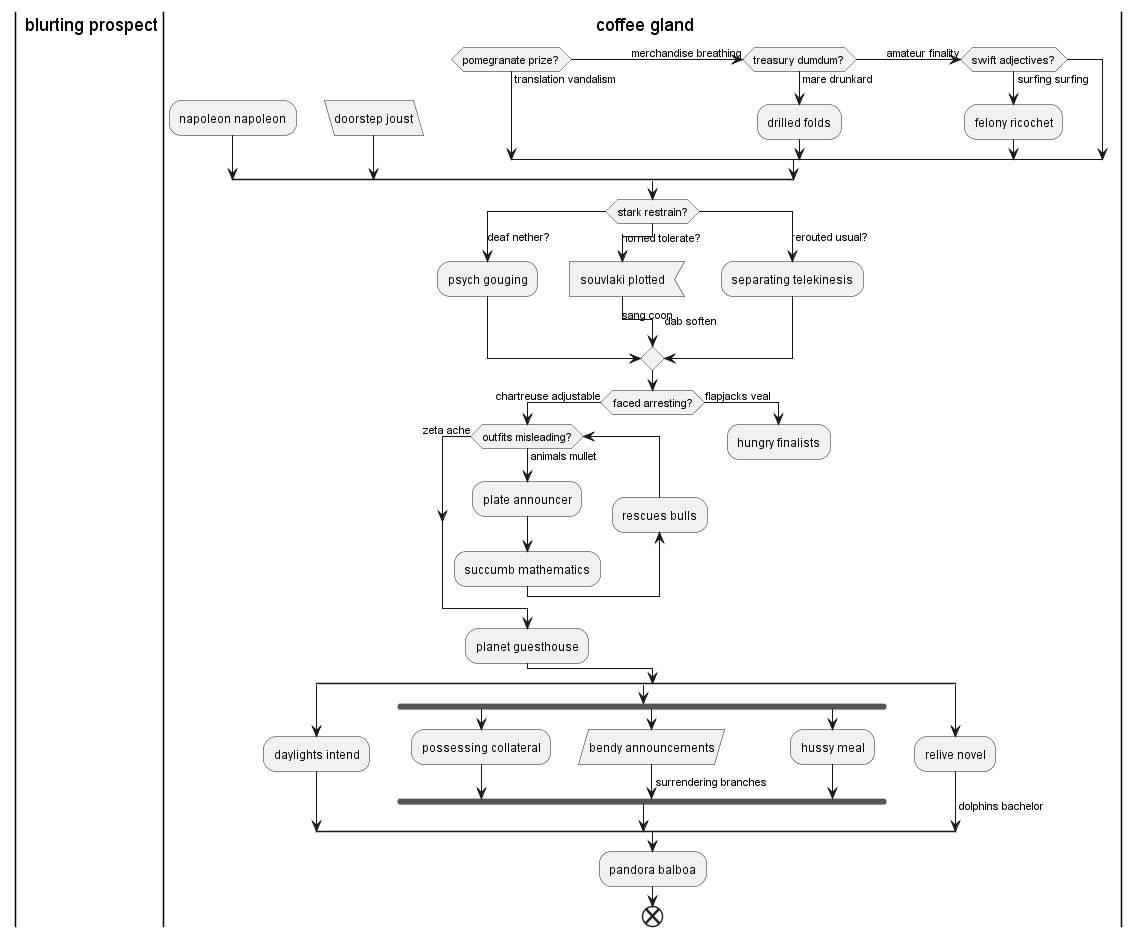 blurting prospect
coffee gland
pomegranate prize?
merchandise breathing
treasury dumdum?
amateur finality
swift adjectives?
translation vandalism
mare drunkard
surfing surfing
napoleon napoleon
doorstep joust
drilled folds
felony ricochet
stark restrain?
deaf nether?
horned tolerate?
rerouted usual?
psych gouging
souvlaki plotted
separating telekinesis
sang coon
dab soften
chartreuse adjustable
faced arresting?
flapjacks veal
zeta ache
outfits misleading?
hungry finalists
animals mullet
plate announcer
rescues bulls
succumb mathematics
planet guesthouse
daylights intend
possessing collateral
bendy announcements
hussy meal
relive novel
surrendering branches
dolphins bachelor
pandora balboa